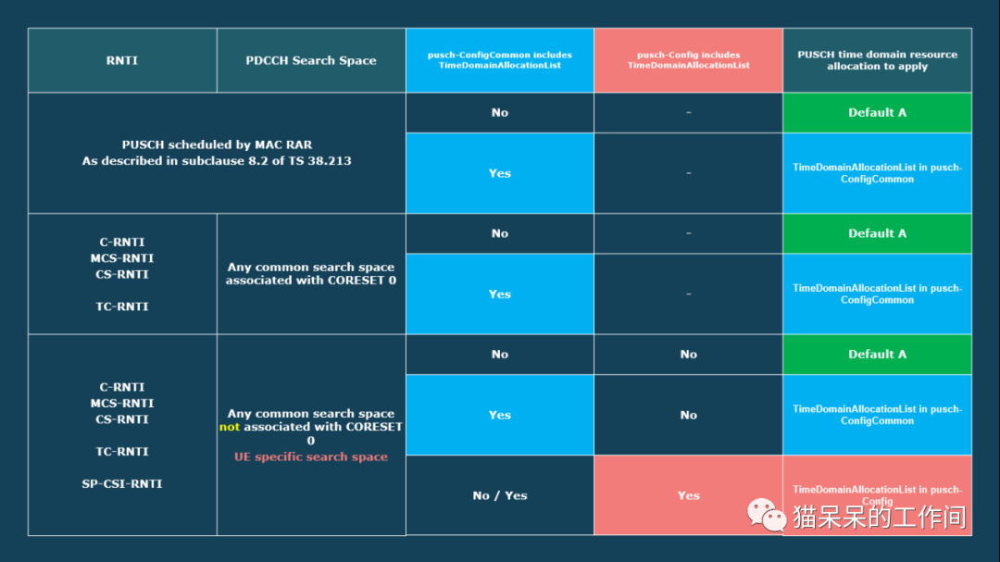 RNTI
PDCCH Search Space
pusch-ConfigCommon includes
TimeDomainAllocationList
pusch-Config includes
TimeDomainAllocationList
PUSCH time domain resource
allocation to apply
PUSCH scheduled by MAC RAR
As described in subclause 8.2 of TS 38.213
No
-
Default A
Yes
-
TimeDomainAllocationList in pusch-
ConfigCommon
C-RNTI
MCS-RNTI
CS-RNTI
TC-RNTI
Any common search space
associated with CORESET 0
No
-
Default A
Yes
-
TimeDomainAllocationList in pusch-
ConfigCommon
C-RNTI
MCS-RNTI
CS-RNTI
TC-RNTI
SP-CSI-RNTI
Any common search space
not associated with CORESET
0
UE specific search space
No
No
Default A
Yes
No
TimeDomainAllocationList in pusch-
ConfigCommon
No / Yes
Yes
TimeDomainAllocationList in pusch-
Config
猫呆呆的工作间